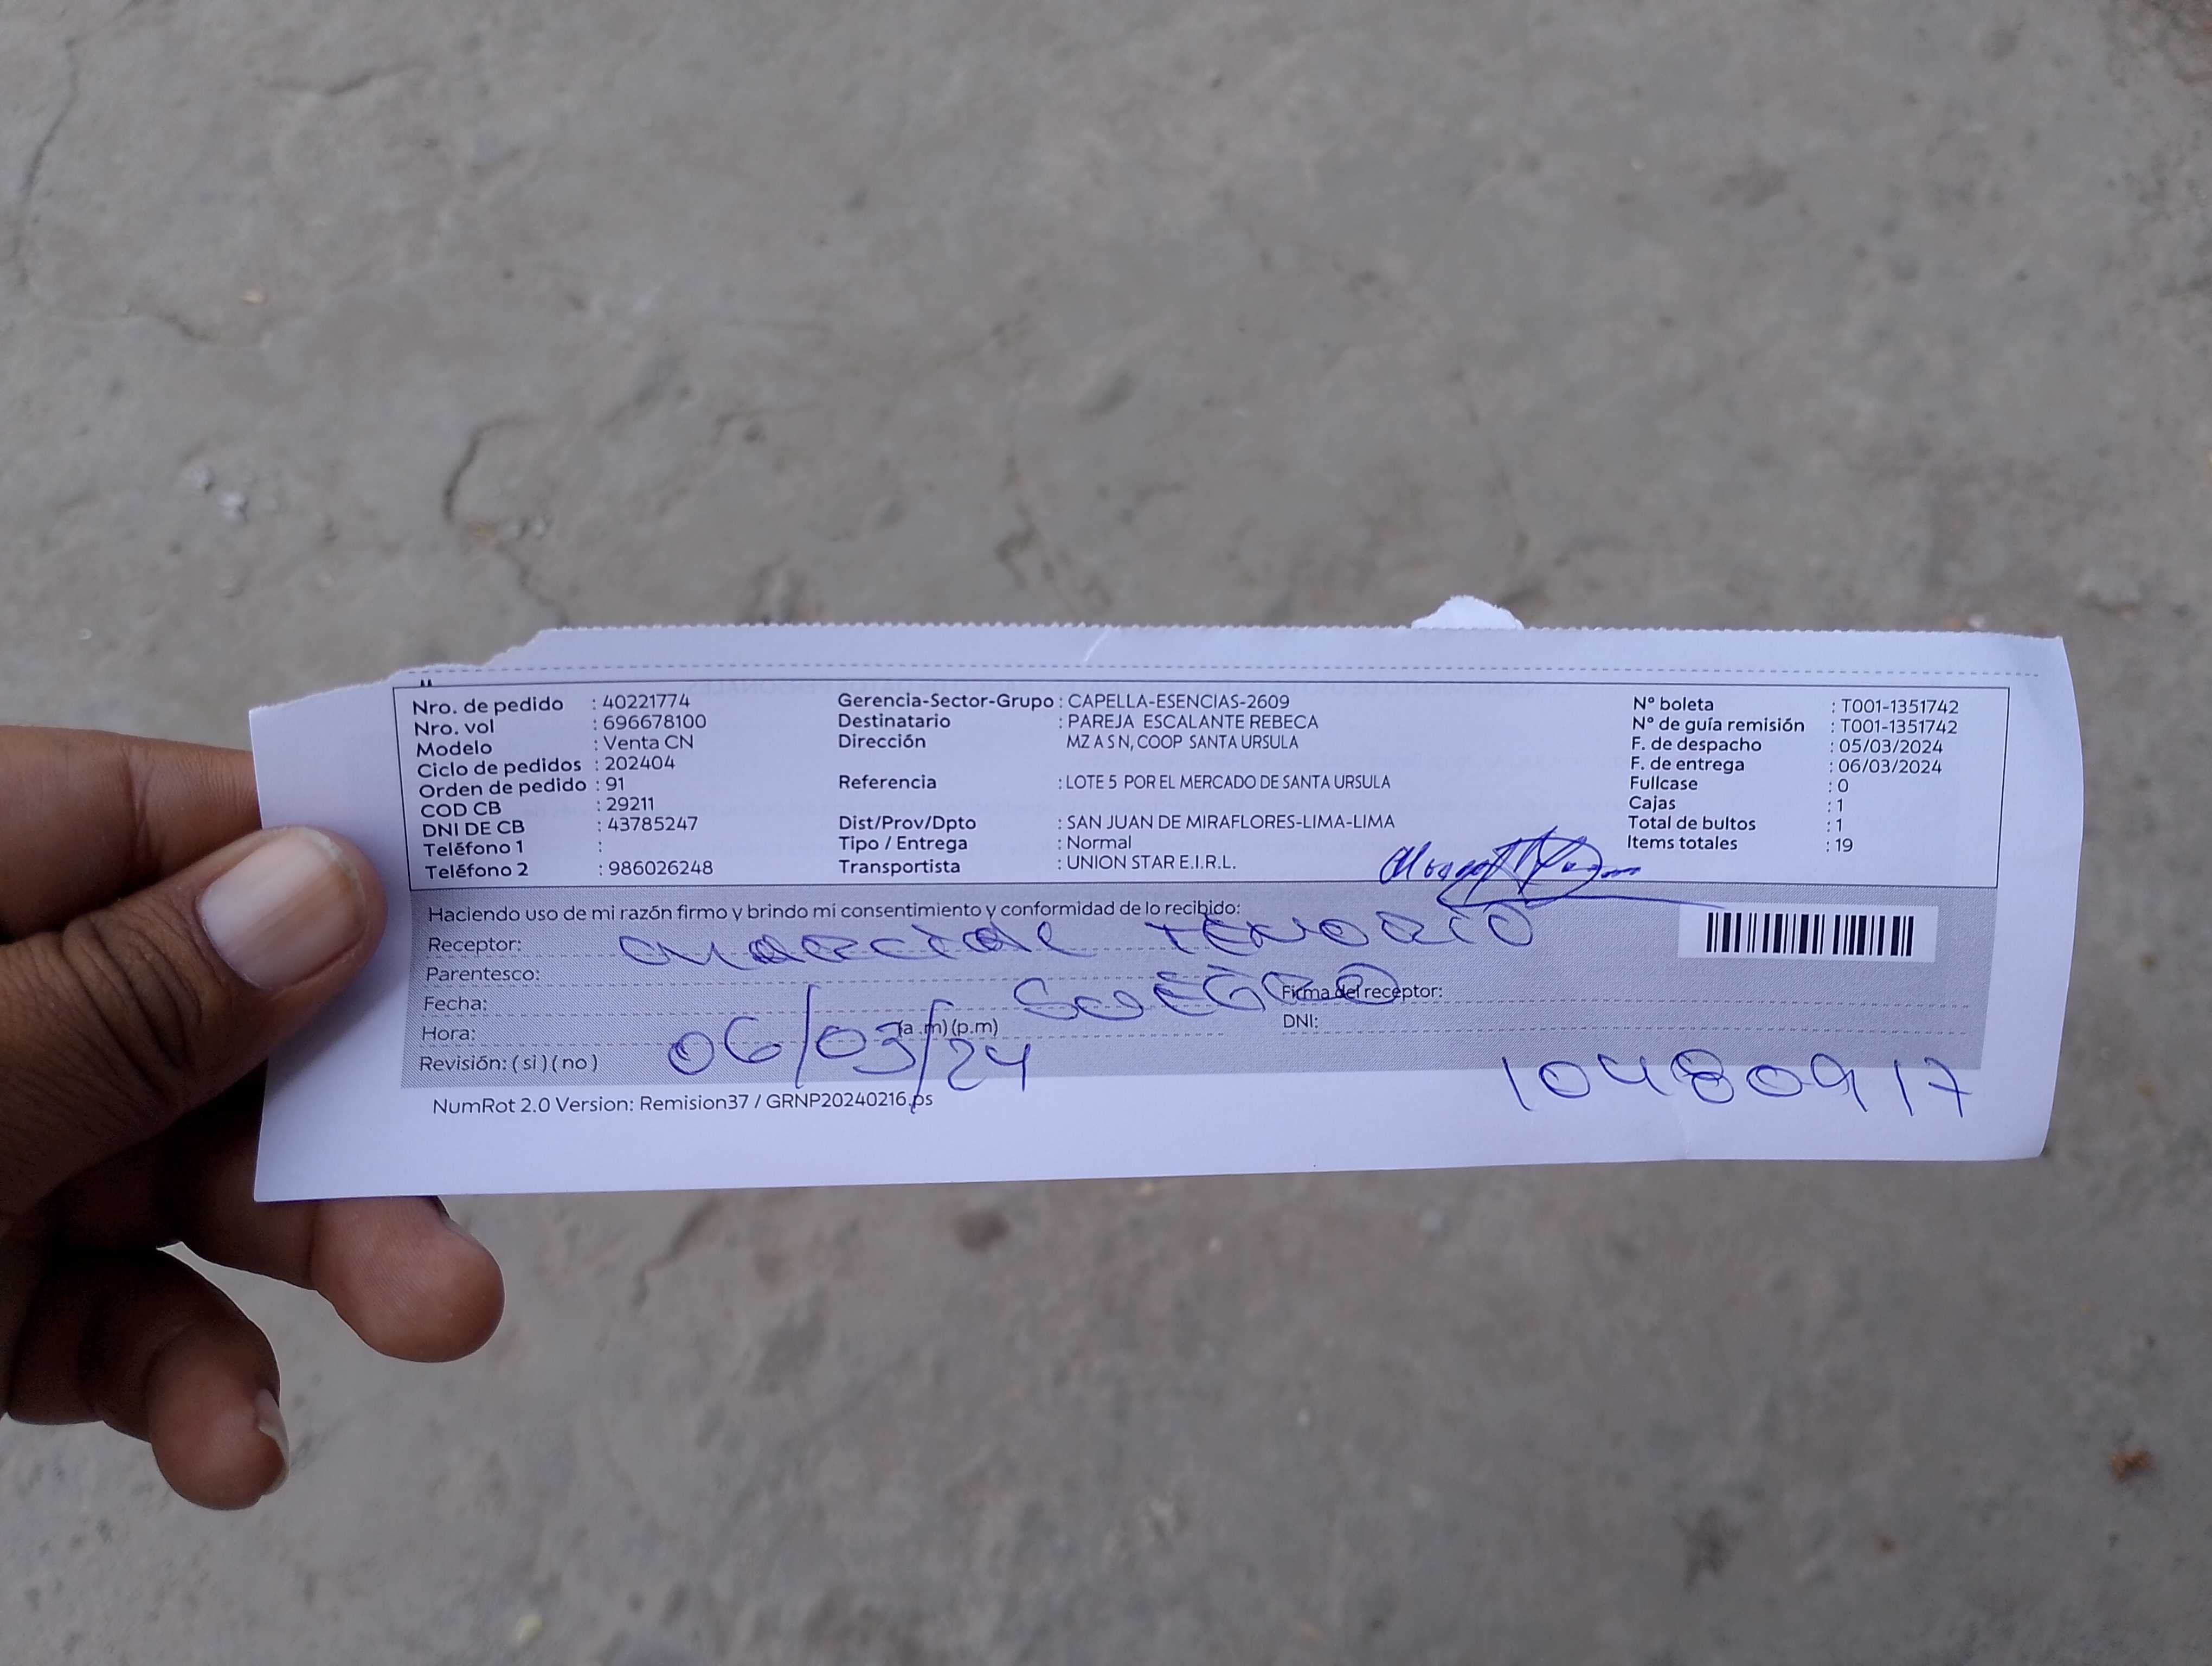 Nro. de pedido : 40221774
Nro. vol : 696678100
Modelo : Venta CN
Ciclo de pedidos : 202404
Orden de pedido : 91
COD CB : 29211
DNI DE CB : 43785247
Teléfono 1 :
Teléfono 2 : 986026248
Gerencia-Sector-Grupo : CAPELLA-ESENCIAS-2609
Destinatario : PAREJA ESCALANTE REBECA
Dirección MZ A S N, COOP SANTA URSULA
Referencia : LOTE 5 POR EL MERCADO DE SANTA URSULA
Dist/Prov/Dpto : SAN JUAN DE MIRAFLORES-LIMA-LIMA
Tipo / Entrega : Normal
Transportista : UNION STAR E.I.R.L.
N° boleta : T001-1351742
N° de guía remisión : T001-1351742
F. de despacho : 05/03/2024
F. de entrega : 06/03/2024
Fullcase : 0
Cajas : 1
Total de bultos : 1
Items totales : 19
Haciendo uso de mi razón firmo y brindo mi consentimiento y conformidad de lo recibido:
Receptor: MARCIAL TENORIO
Parentesco: SUEGRO
Fecha: 06/03/24
Firma del receptor:
Hora: (a.m) (p.m)
DNI: 10480917
Revisión: ( si ) ( no )
NumRot 2.0 Version: Remision37 / GRNP20240216.ps